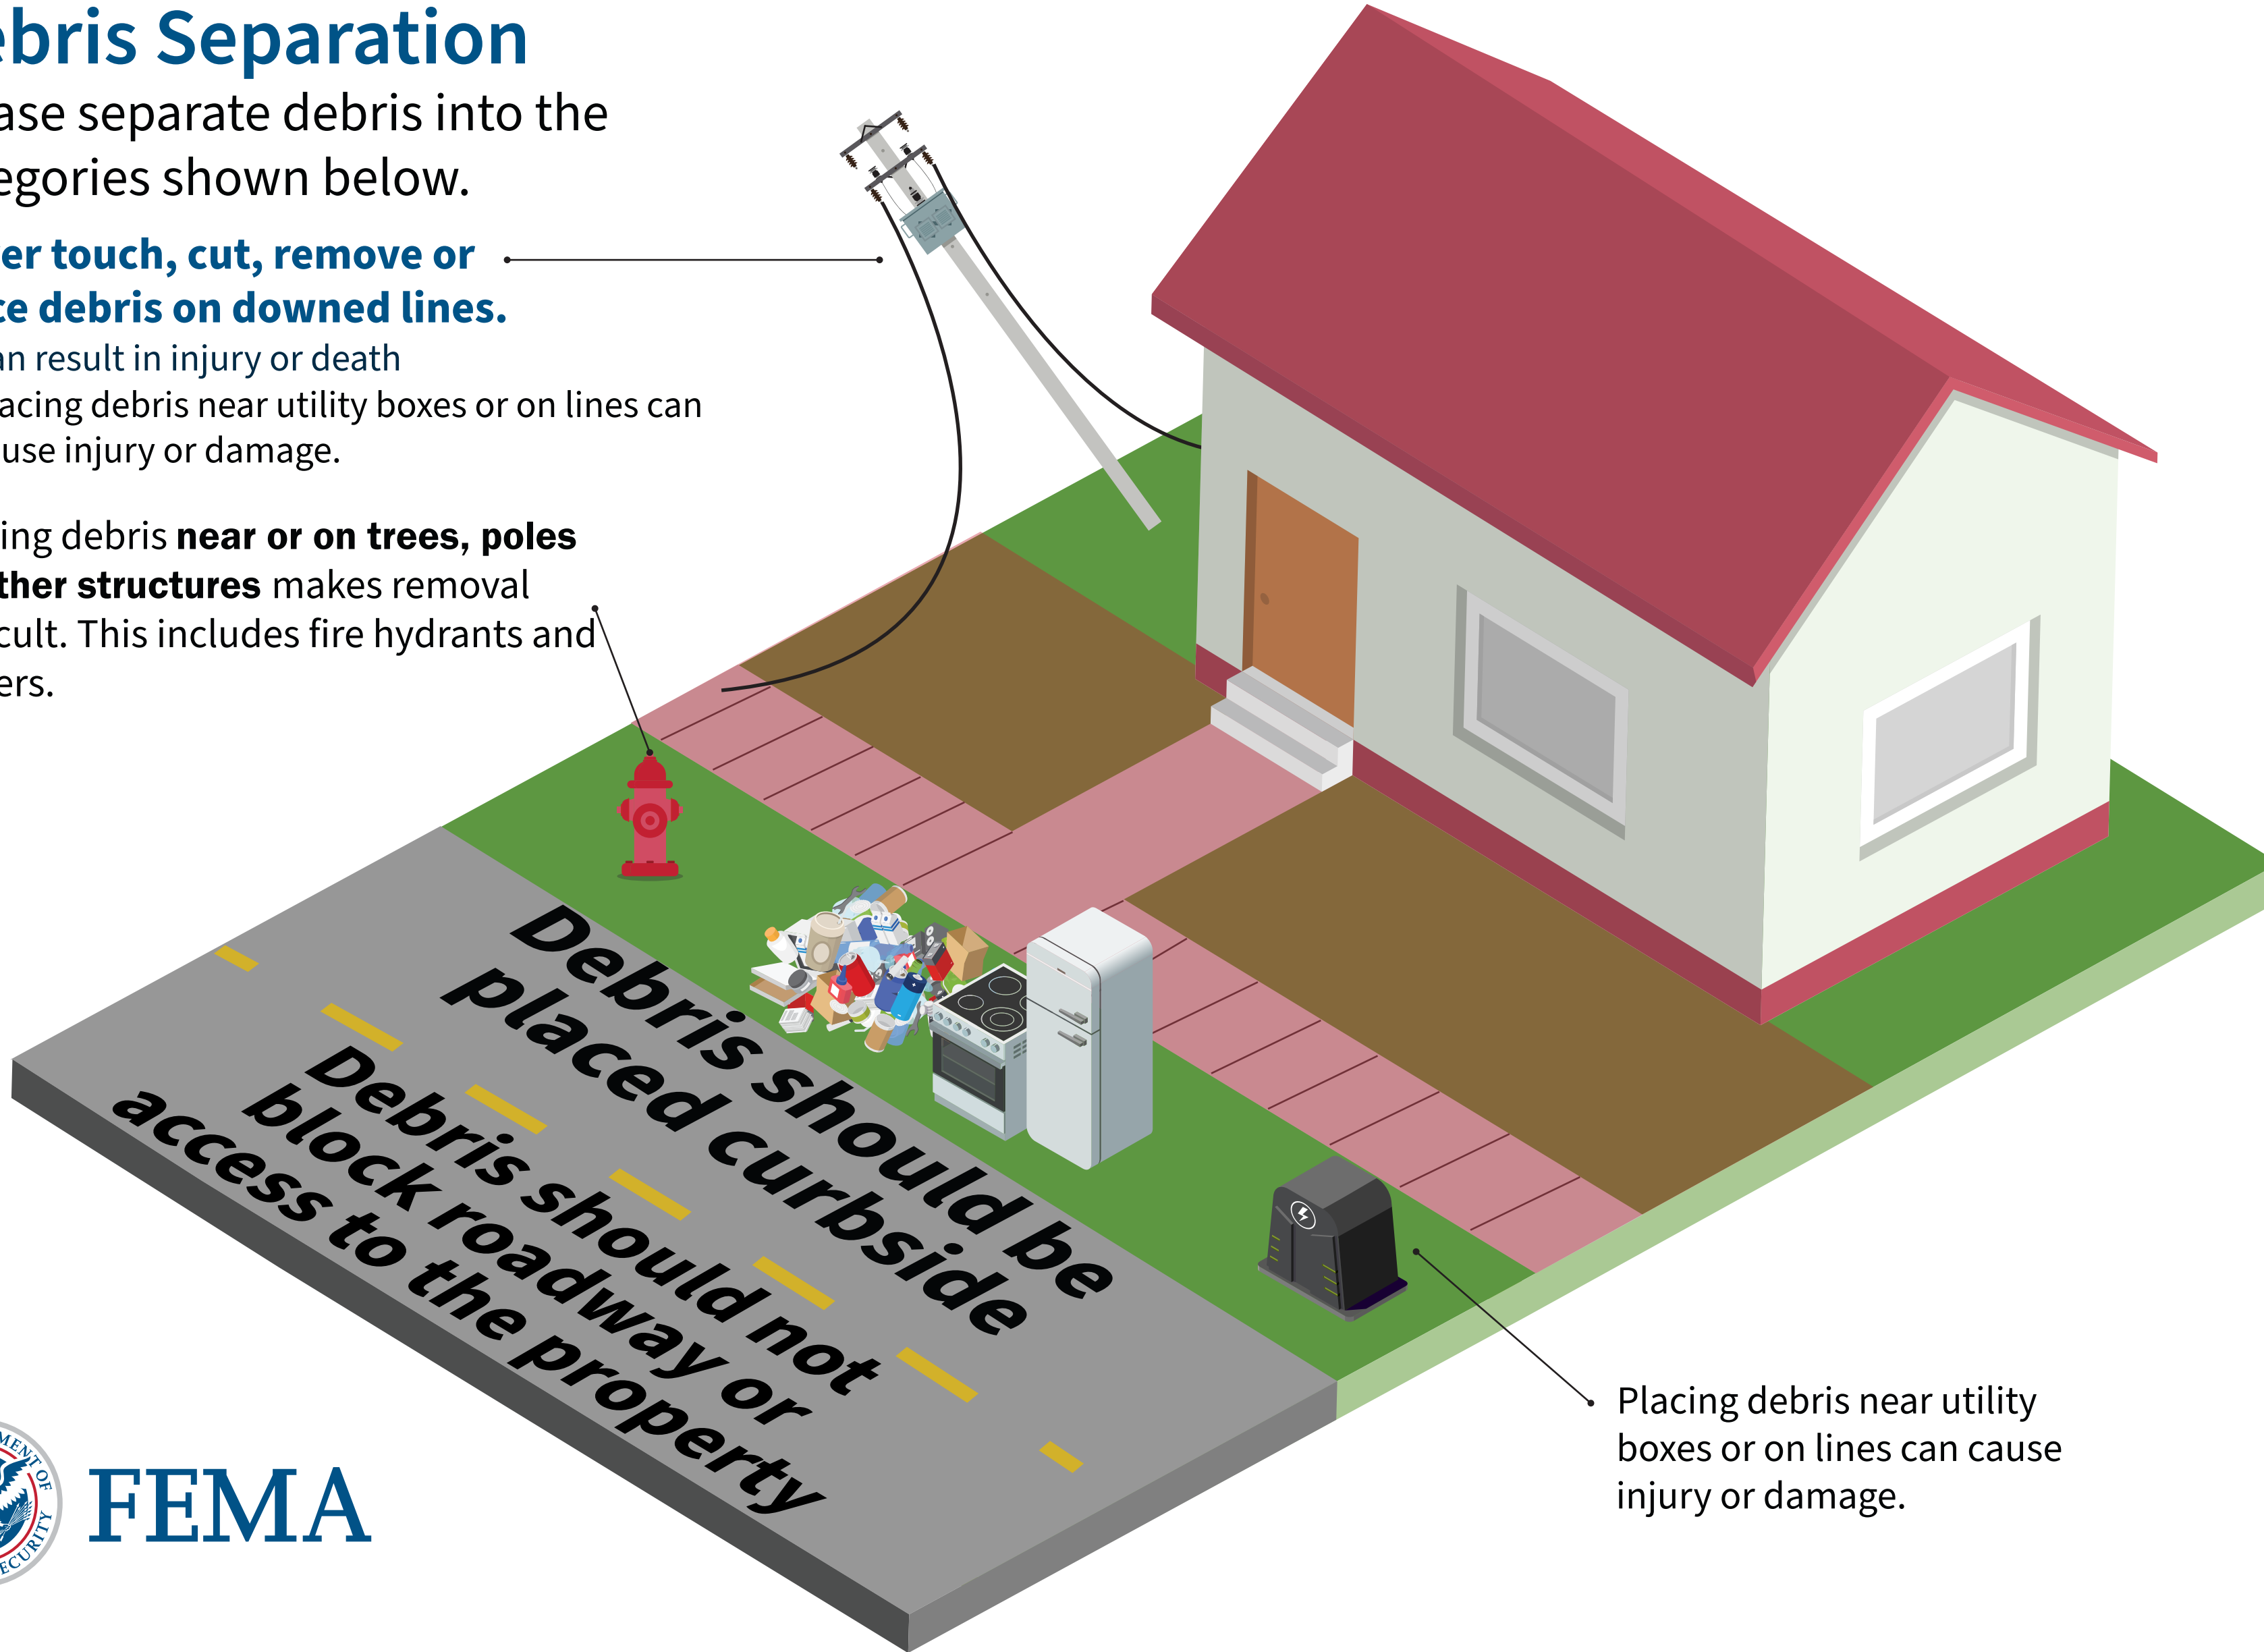 ebris Separation
ase separate debris into the
egories shown below.
er touch, cut, remove or
ce debris on downed lines.
an result in injury or death
acing debris near utility boxes or on lines can
use injury or damage.
ing debris near or on trees, poles
ther structures makes removal
cult. This includes fire hydrants and
ers.
Debris should be
placed curbside
Debris should not
block roadway or
access to the property
MENT OF
ECURITY
FEMA
Placing debris near utility
boxes or on lines can cause
injury or damage.